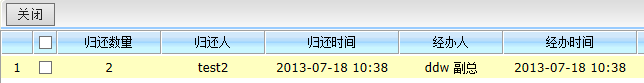 关闭
归还数量 归还人 归还时间 经办人 经办时间
1 2 test2 2013-07-18 10:38 ddw 副总 2013-07-18 10:38